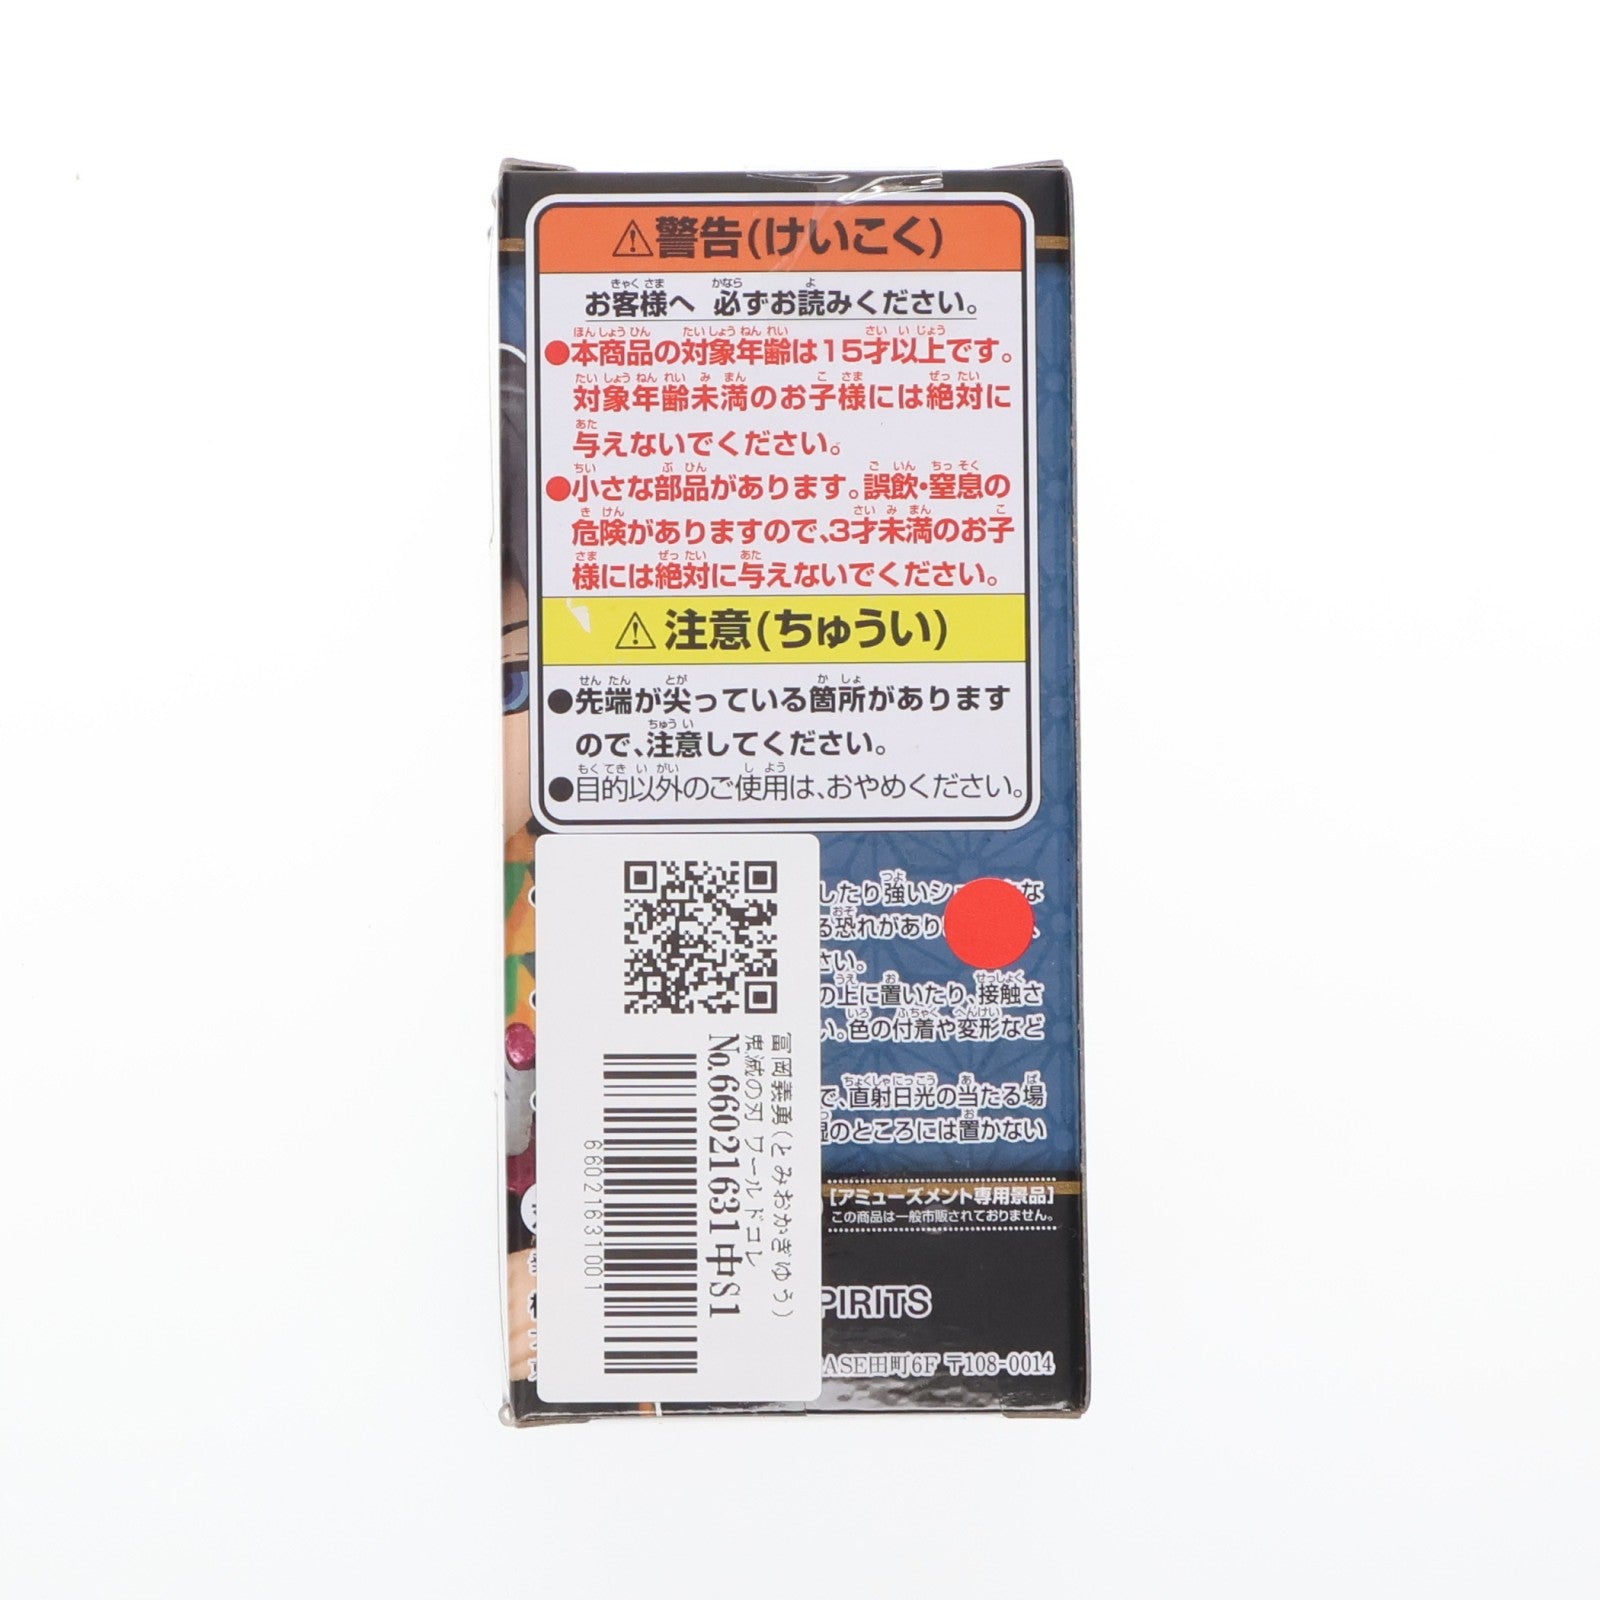 ⚠警告(けいこく)
お客様へ 必ずお読みください。
●本商品の対象年齢は15才以上です。
対象年齢未満のお子様には絶対に
与えないでください。
●小さな部品があります。誤飲・窒息の
危険がありますので、3才未満のお子
様には絶対に与えないでください。
⚠注意(ちゅうい)
●先端が尖っている箇所があります
ので、注意してください。
●目的以外のご使用は、おやめください。
したり強いシ
な
恐れがあり
さい。
の上に置いたり、接触さ
い。色の付着や変形など
で、直射日光の当たる場
湿のところには置かない
[アミューズメント専用景品]
この商品は一般市販されておりません。
PIRITS
ASE田町6F 〒108-0014
冨岡義勇(とみおかぎゆう)
鬼滅の刃 ワールドコレ
No.66021631中S1
66021631001